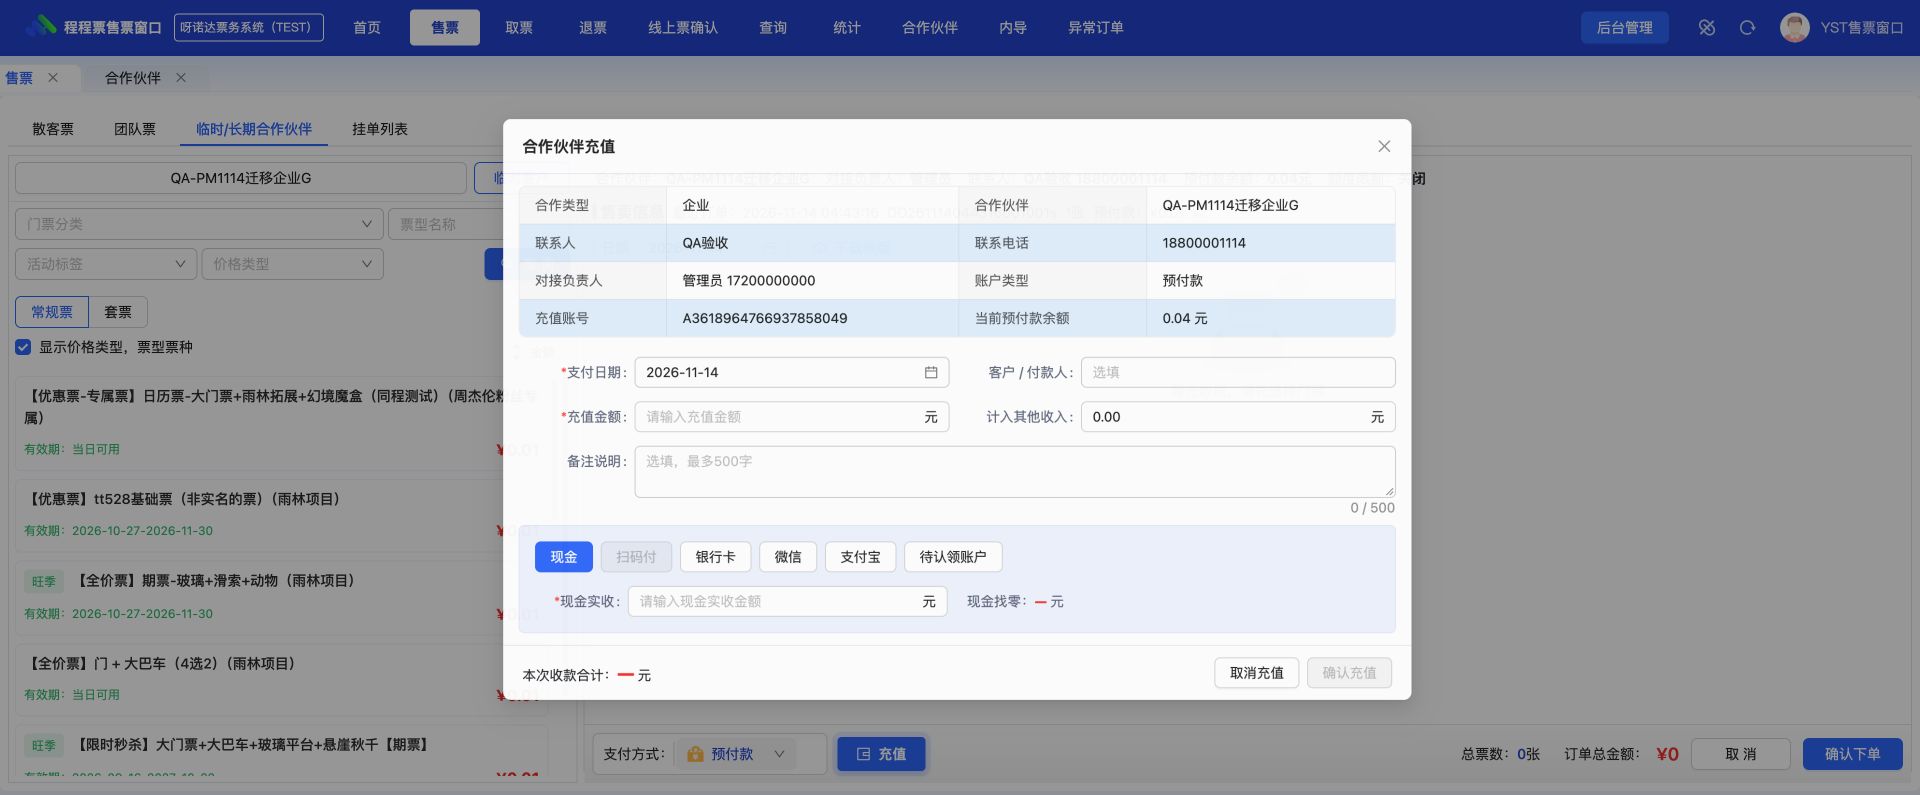 程程票售票窗口
呀诺达票务系统（TEST）
首页
售票
取票
退票
线上票确认
查询
统计
合作伙伴
内导
异常订单
后台管理
YST售票窗口
售票
合作伙伴
散客票
团队票
临时/长期合作伙伴
挂单列表
QA-PM1114迁移企业G
门票分类
票型名称
活动标签
价格类型
常规票
套票
显示价格类型，票型票种
【优惠票-专属票】日历票-大门票+雨林拓展+幻境魔盒（同程测试）（周杰伦粉丝专
属）
有效期：当日可用
¥0.01
【优惠票】tt528基础票（非实名的票）（雨林项目）
有效期：2026-10-27-2026-11-30
¥0.01
旺季
【全价票】期票-玻璃+滑索+动物（雨林项目）
有效期：2026-10-27-2026-11-30
¥0.01
【全价票】门 + 大巴车（4选2）（雨林项目）
有效期：当日可用
¥0.01
旺季
【限时秒杀】大门票+大巴车+玻璃平台+悬崖秋千【期票】
合作伙伴充值
合作类型
企业
合作伙伴
QA-PM1114迁移企业G
联系人
QA验收
联系电话
18800001114
对接负责人
管理员 17200000000
账户类型
预付款
充值账号
A3618964766937858049
当前预付款余额
0.04 元
*支付日期：
2026-11-14
客户 / 付款人：
选填
*充值金额：
请输入充值金额
元
计入其他收入：
0.00
元
备注说明：
选填，最多500字
0 / 500
现金
扫码付
银行卡
微信
支付宝
待认领账户
*现金实收：
请输入现金实收金额
元
现金找零：— 元
本次收款合计：— 元
取消充值
确认充值
支付方式：
预付款
充值
总票数：0张
订单总金额：¥0
取 消
确认下单